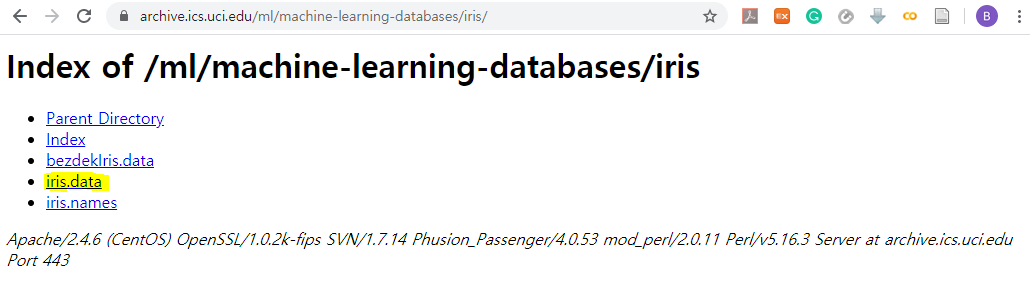 archive.ics.uci.edu/ml/machine-learning-databases/iris/
EX
G
B
Index of /ml/machine-learning-databases/iris
Parent Directory
Index
bezdekIris.data
iris.data
iris.names
Apache/2.4.6 (CentOS) OpenSSL/1.0.2k-fips SVN/1.7.14 Phusion_Passenger/4.0.53 mod_perl/2.0.11 Perl/v5.16.3 Server at archive.ics.uci.edu
Port 443